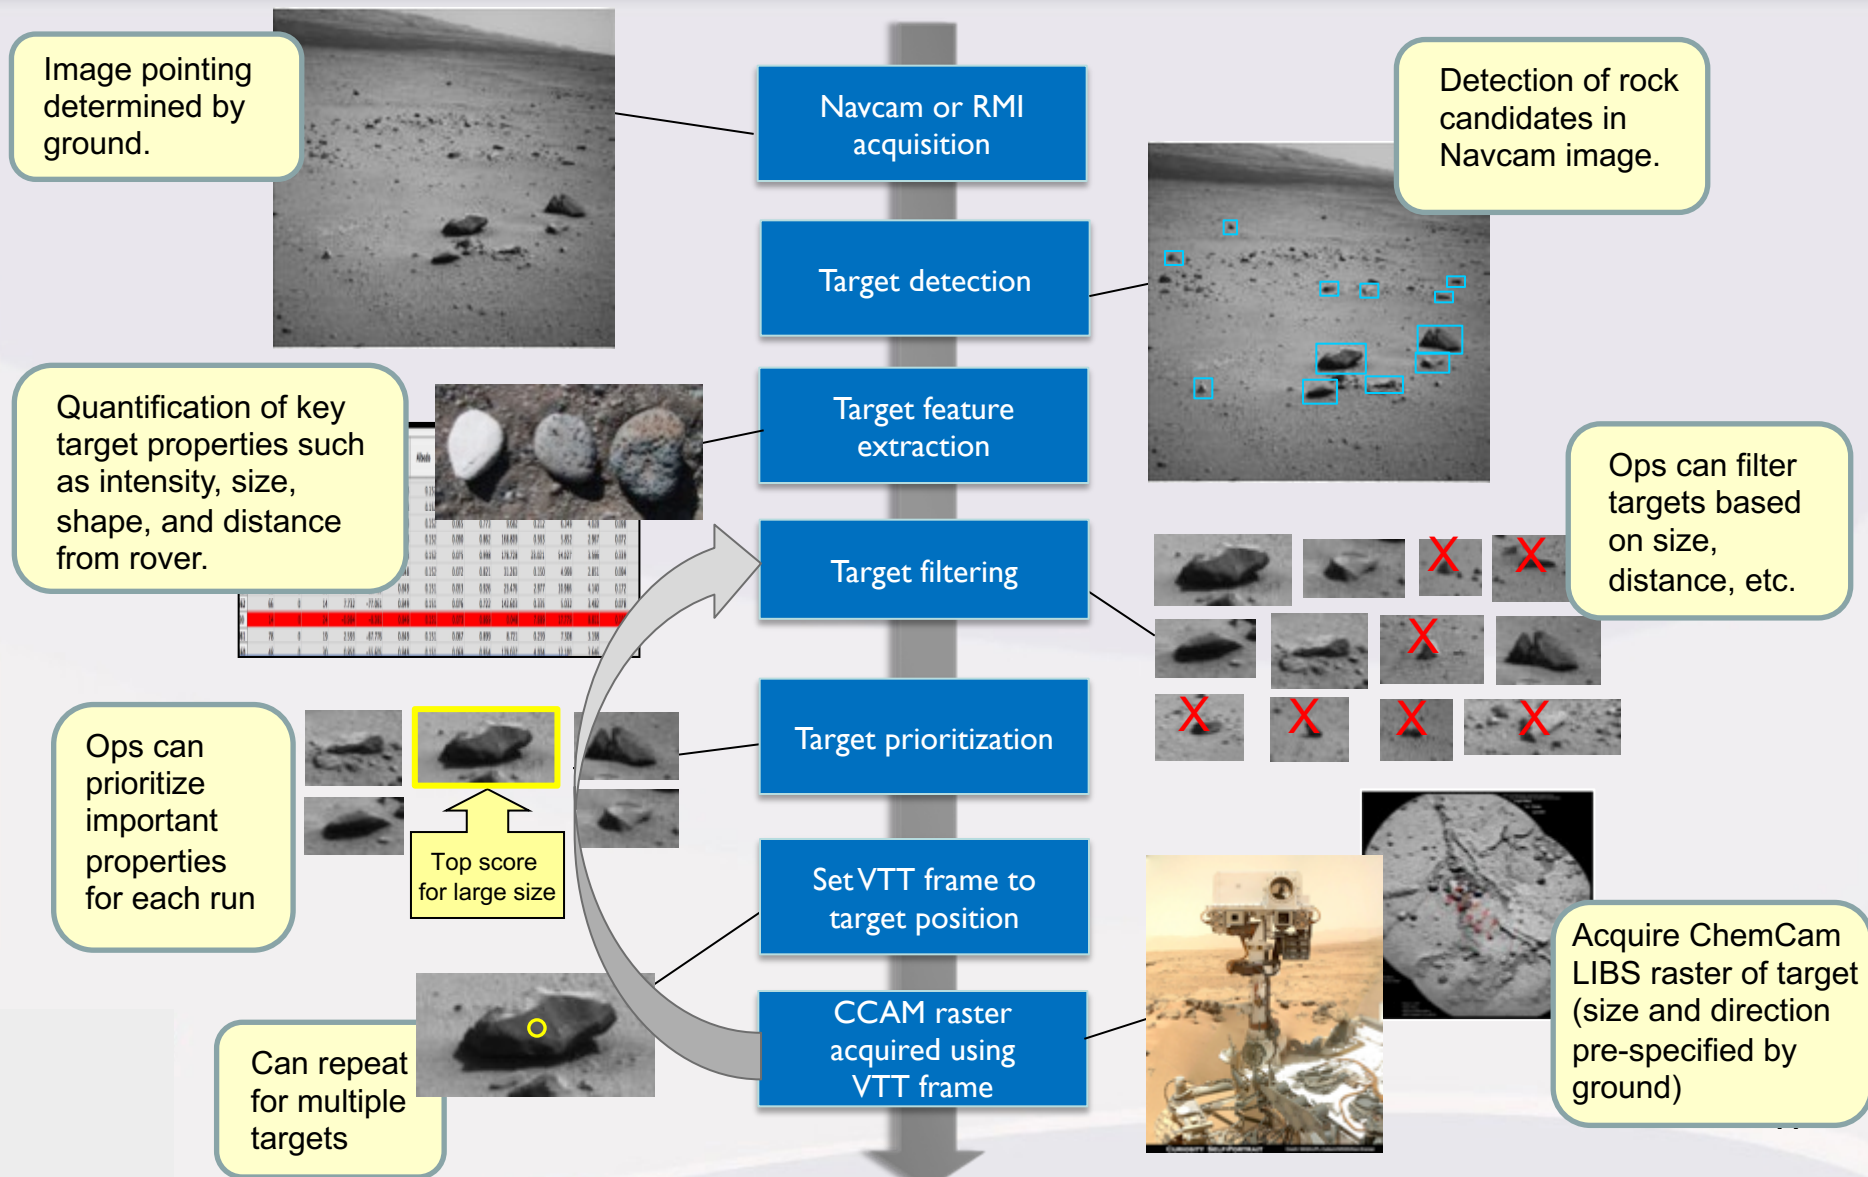 Image pointing
determined by
ground.
Navcam or RMI
acquisition
Detection of rock
candidates in
Navcam image.
Target detection
Quantification of key
target properties such
as intensity, size,
shape, and distance
from rover.
Target feature
extraction
Ops can filter
targets based
on size,
distance, etc.
Target filtering
Ops can
prioritize
important
properties
for each run
Top score
for large size
Target prioritization
Set VTT frame to
target position
Can repeat
for multiple
targets
CCAM raster
acquired using
VTT frame
Acquire ChemCam
LIBS raster of target
(size and direction
pre-specified by
ground)
CURIOSITY SELF-PORTRAIT